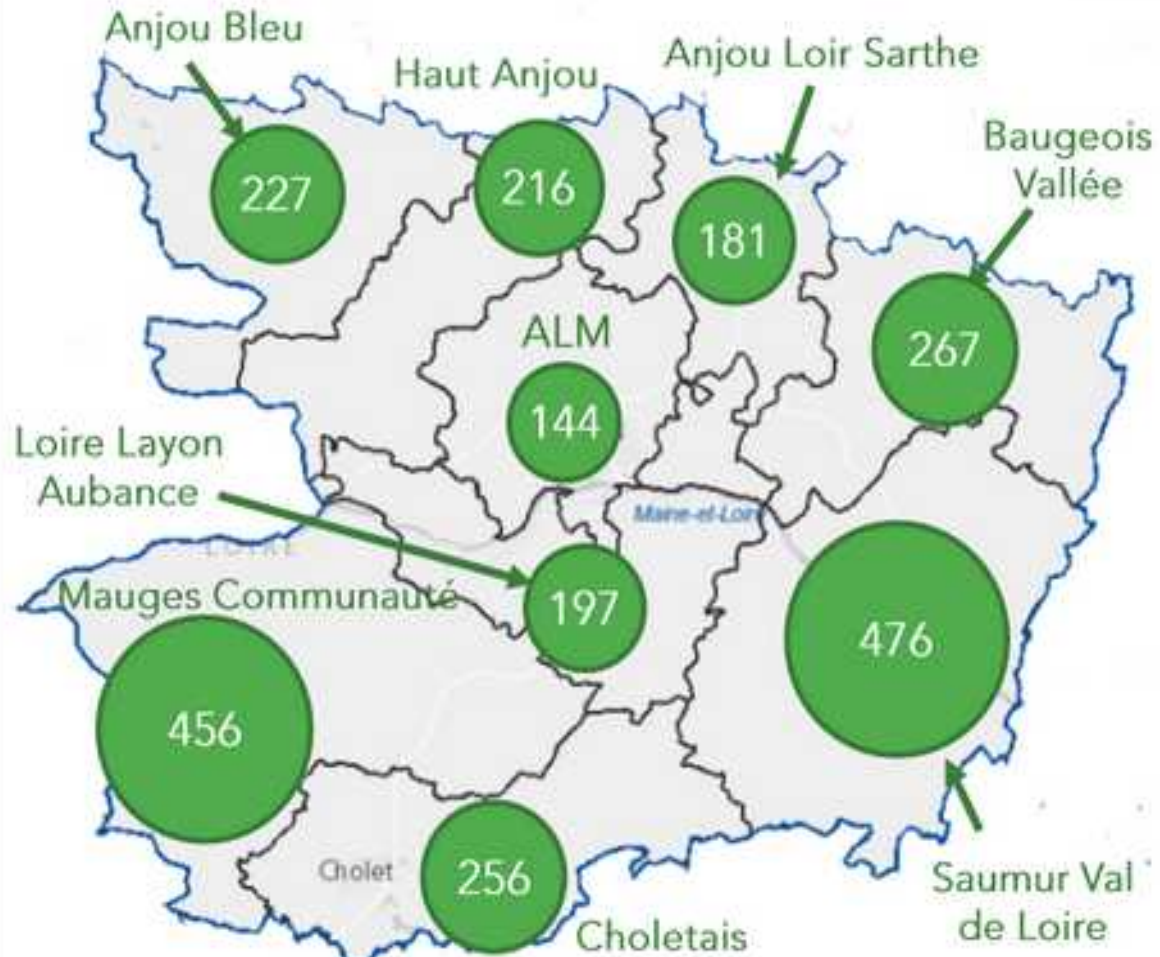 Anjou Bleu
Haut Anjou
Anjou Loir Sarthe
Baugeois
Vallée
227
216
181
267
ALM
144
Loire Layon
Aubance
Maine-et-Loire
LOIRE
Mauges Communauté
197
476
456
Cholet
256
Saumur Val
de Loire
Choletais